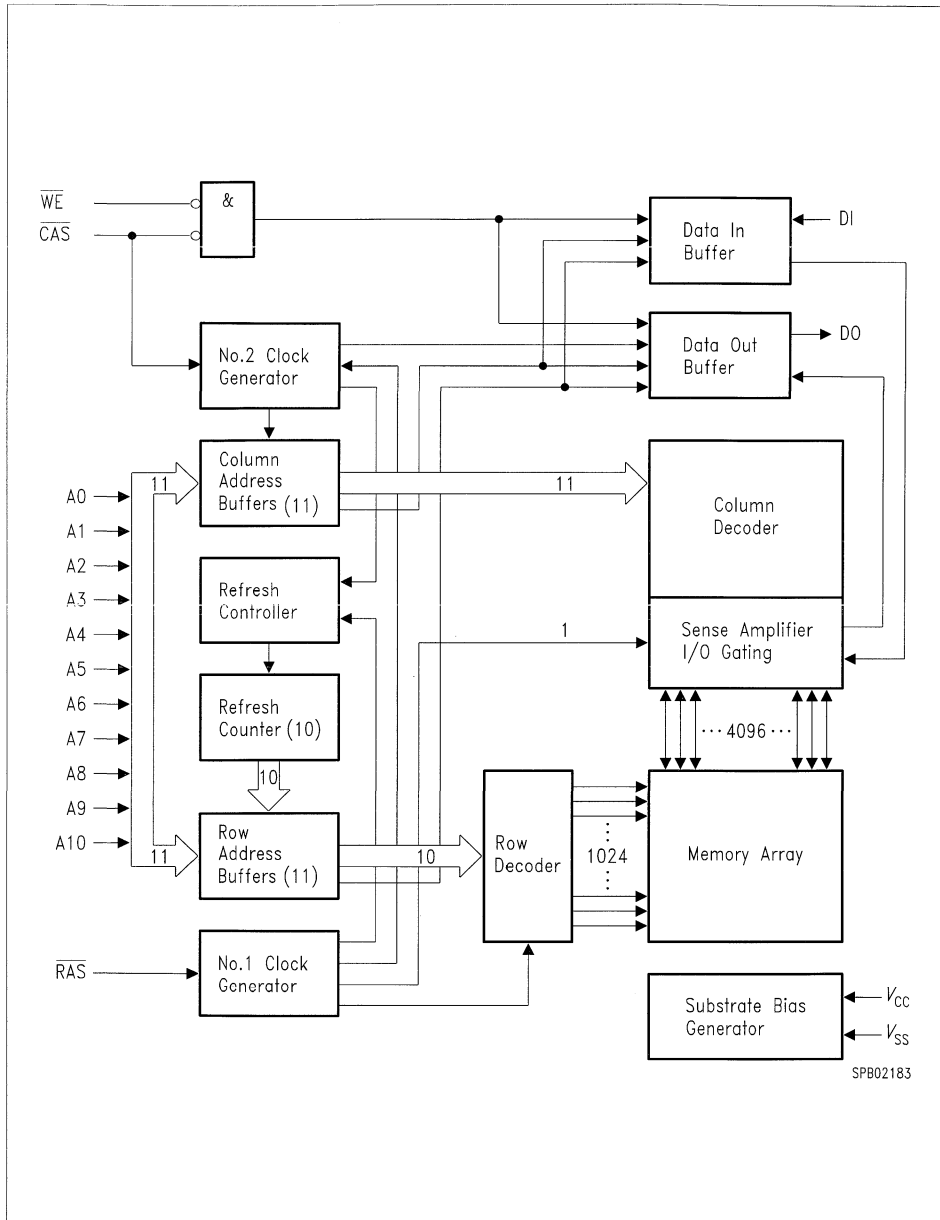 W̅E̅
C̅A̅S̅
&
Data In
Buffer
DI
No.2 Clock
Generator
Data Out
Buffer
DO
Column
Address
Buffers (11)
11
11
Column
Decoder
A0
A1
A2
A3
A4
A5
A6
A7
A8
A9
A10
Refresh
Controller
1
Sense Amplifier
I/O Gating
Refresh
Counter (10)
··· 4096 ···
10
Row
Address
Buffers (11)
11
10
Row
Decoder
1024
Memory Array
R̅A̅S̅
No.1 Clock
Generator
Substrate Bias
Generator
VCC
VSS
SPB02183